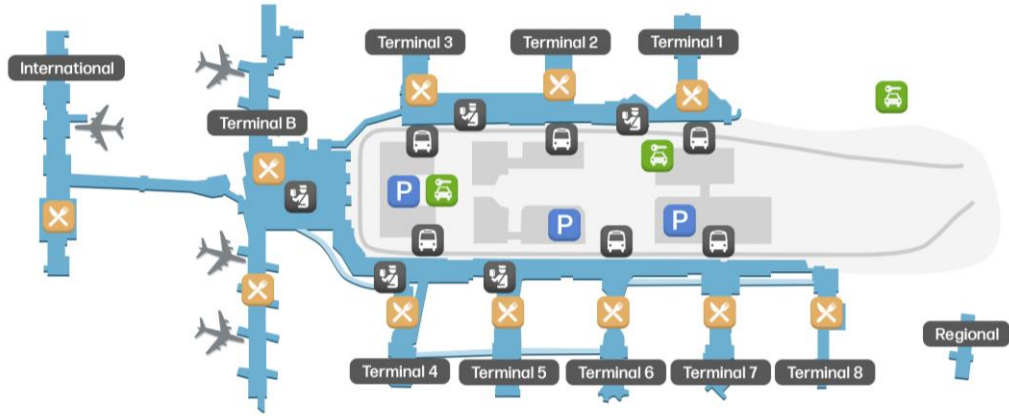 Terminal 3
Terminal 2
Terminal 1
International
Terminal B
P
P
P
Regional
Terminal 4
Terminal 5
Terminal 6
Terminal 7
Terminal 8